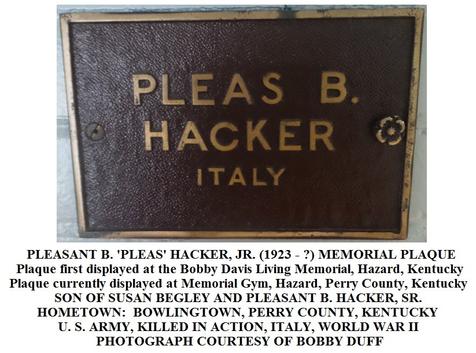 PLEAS B.
HACKER
ITALY
PLEASANT B. 'PLEAS' HACKER, JR. (1923 - ?) MEMORIAL PLAQUE
Plaque first displayed at the Bobby Davis Living Memorial, Hazard, Kentucky
Plaque currently displayed at Memorial Gym, Hazard, Perry County, Kentucky
SON OF SUSAN BEGLEY AND PLEASANT B. HACKER, SR.
HOMETOWN: BOWLINGTOWN, PERRY COUNTY, KENTUCKY
U. S. ARMY, KILLED IN ACTION, ITALY, WORLD WAR II
PHOTOGRAPH COURTESY OF BOBBY DUFF